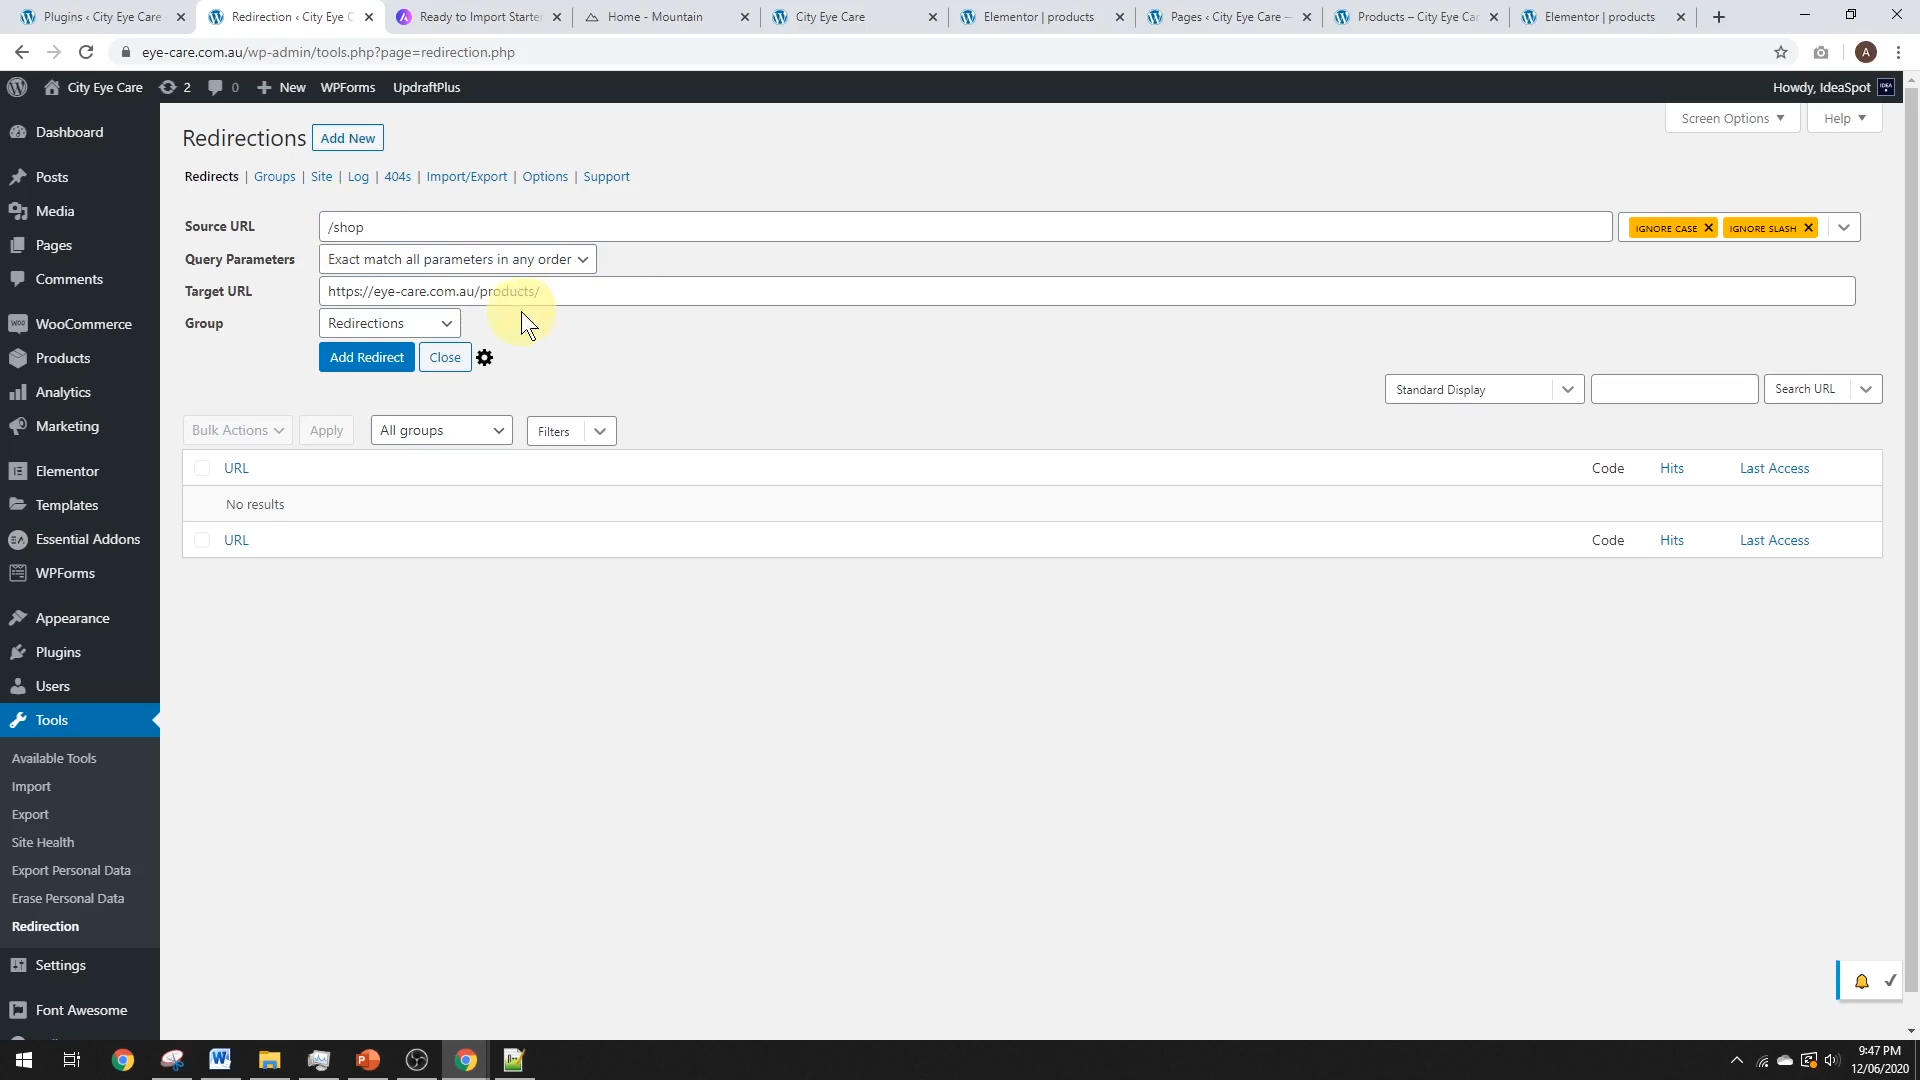 Plugins ‹ City Eye Care
Redirection ‹ City Eye C
Ready to Import Starter
Home - Mountain
City Eye Care
Elementor | products
Pages ‹ City Eye Care —
Products – City Eye Car
Elementor | products
eye-care.com.au/wp-admin/tools.php?page=redirection.php
A
City Eye Care
2
0
New
WPForms
UpdraftPlus
Howdy, IdeaSpot
Dashboard
Posts
Media
Pages
Comments
WooCommerce
Products
Analytics
Marketing
Elementor
Templates
Essential Addons
WPForms
Appearance
Plugins
Users
Tools
Available Tools
Import
Export
Site Health
Export Personal Data
Erase Personal Data
Redirection
Settings
Font Awesome
Screen Options
Help
Redirections
Add New
Redirects | Groups | Site | Log | 404s | Import/Export | Options | Support
Source URL
/shop
IGNORE CASE
IGNORE SLASH
Query Parameters
Exact match all parameters in any order
Target URL
https://eye-care.com.au/products/
Group
Redirections
Add Redirect
Close
Standard Display
Search URL
Bulk Actions
Apply
All groups
Filters
URL
Code
Hits
Last Access
No results
URL
Code
Hits
Last Access
9:47 PM
12/06/2020